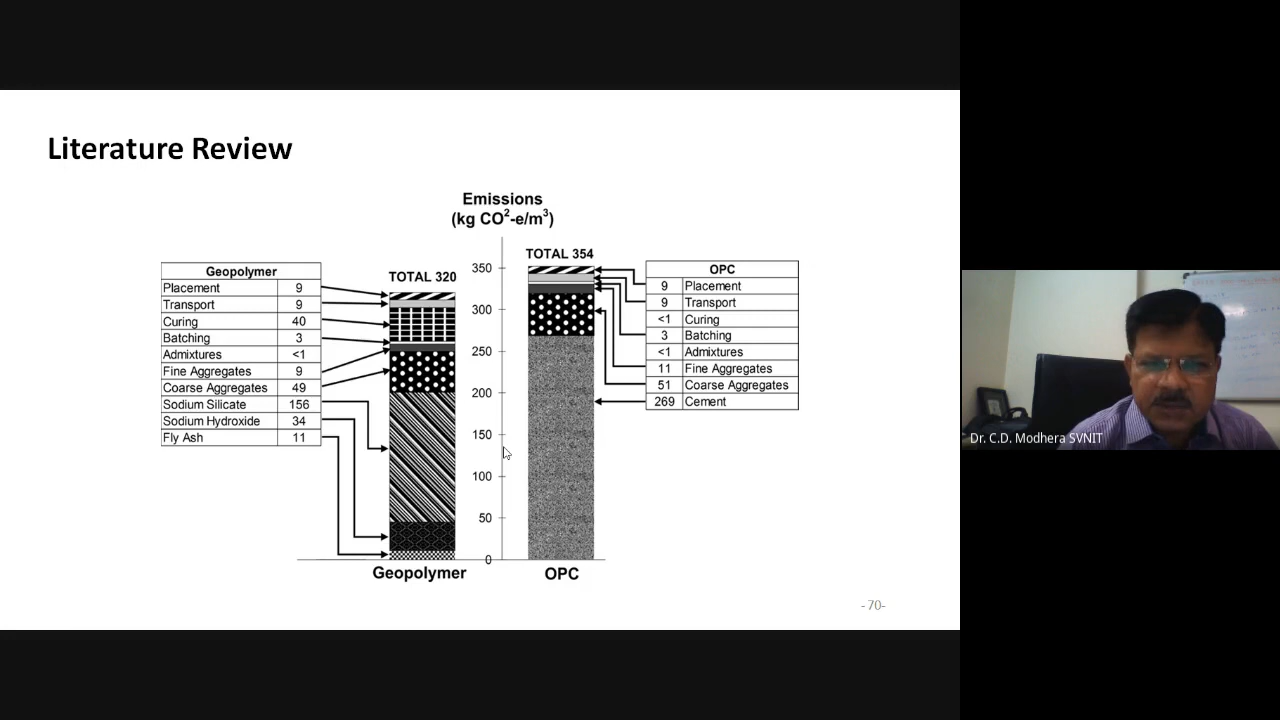 Literature Review
Emissions
(kg CO²-e/m³)
TOTAL 320
TOTAL 354
Geopolymer
Placement 9
Transport 9
Curing 40
Batching 3
Admixtures <1
Fine Aggregates 9
Coarse Aggregates 49
Sodium Silicate 156
Sodium Hydroxide 34
Fly Ash 11
350
300
250
200
150
100
50
0
OPC
9 Placement
9 Transport
<1 Curing
3 Batching
<1 Admixtures
11 Fine Aggregates
51 Coarse Aggregates
269 Cement
Geopolymer
OPC
-70-
Dr. C.D. Modhera SVNIT